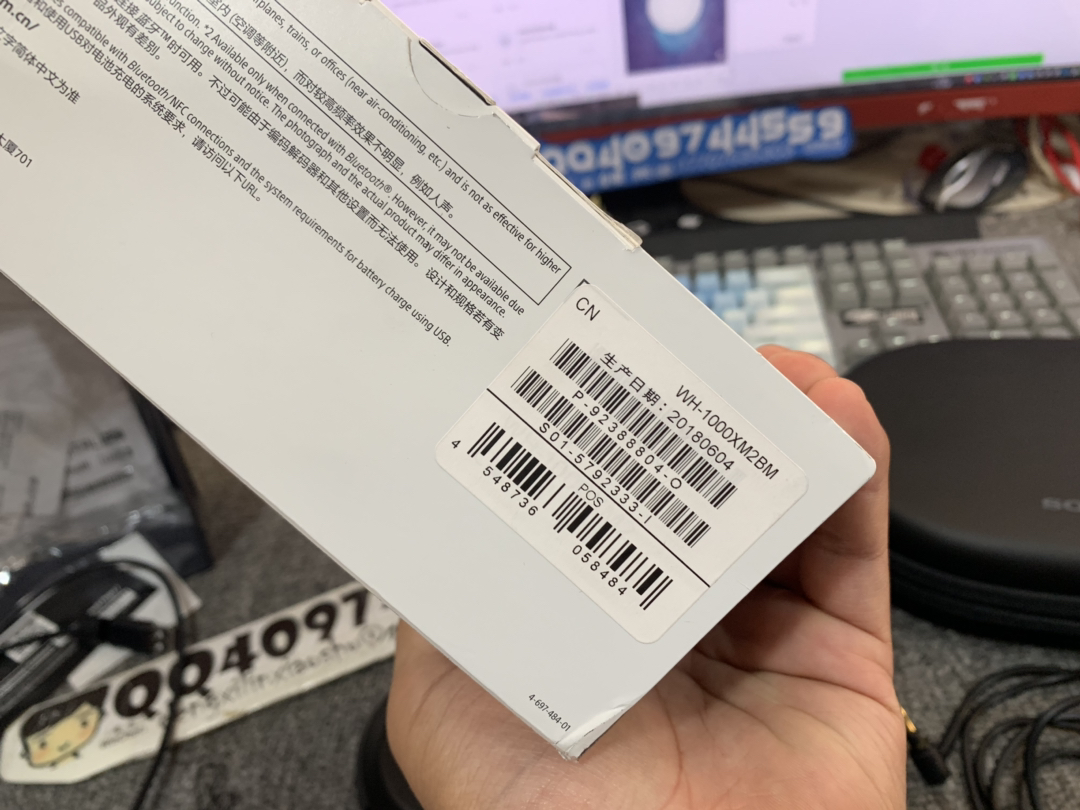 m.cn/
planes, trains, or offices (near air-conditioning, etc.) and is not as effective for higher
室内 (空调等附近)，而对较高频率效果不明显，例如人声。
function. *2 Available only when connected with Bluetooth®. However, it may not be available due
subject to change without notice. The photograph and the actual product may differ in appearance.
连接蓝牙™时可用。不过可能由于编码解码器和其他设置而无法使用。设计和规格若有变
品外观有差别。
compatible with Bluetooth/NFC connections and the system requirements for battery charge using USB.
和使用USB对电池充电的系统要求，请访问以下URL。
文字简体中文为准
大厦701
CN
WH-1000XM2BM
生产日期：20180604
P-92388804-O
S01-5792333-I
POS
4 548736 058484
4-697-484-01
QQ409744559
QQ4097
SO